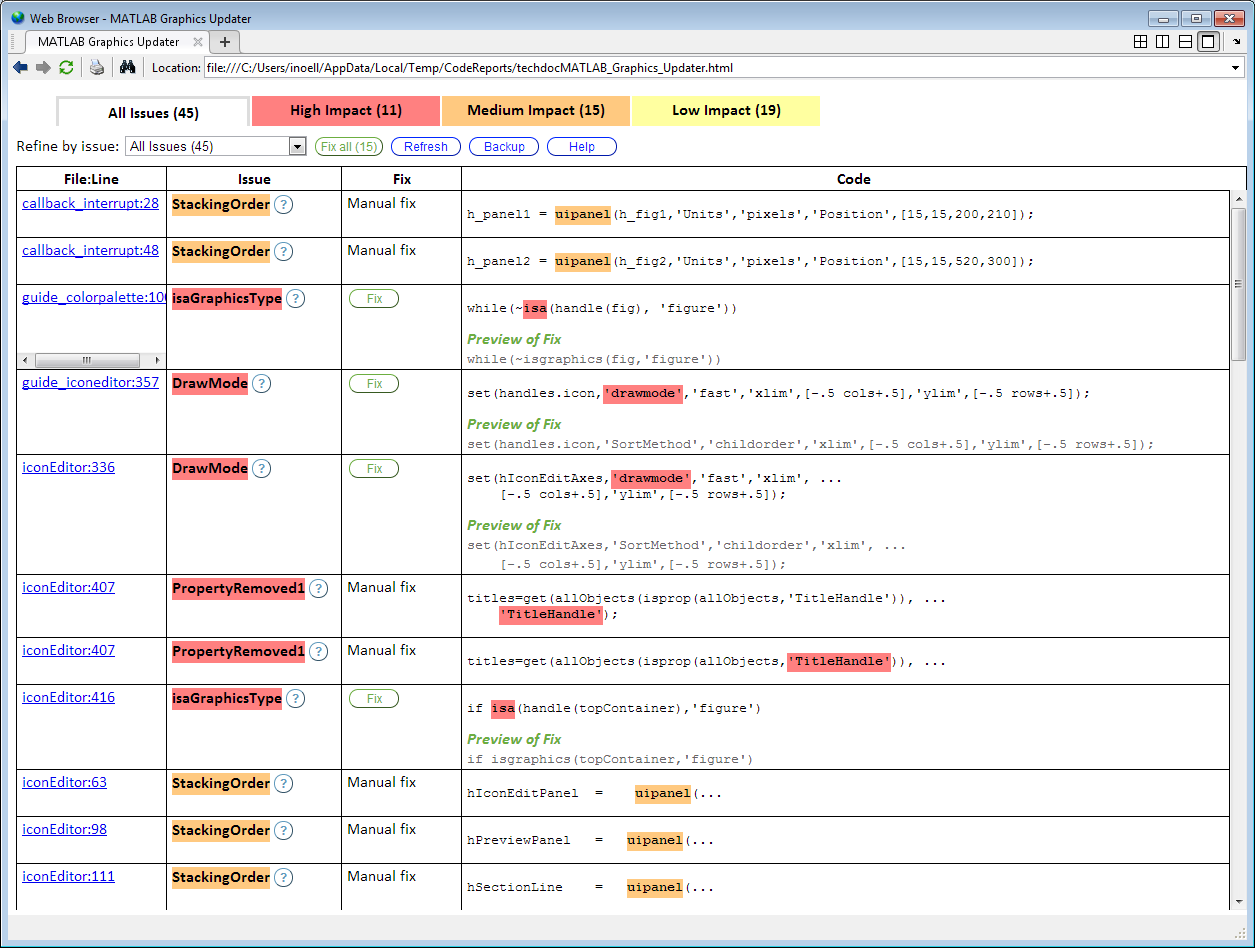 Web Browser - MATLAB Graphics Updater
MATLAB Graphics Updater
Location: file:///C:/Users/inoell/AppData/Local/Temp/CodeReports/techdocMATLAB_Graphics_Updater.html
All Issues (45) High Impact (11) Medium Impact (15) Low Impact (19)
Refine by issue: All Issues (45) Fix all (15) Refresh Backup Help
File:Line Issue Fix Code
callback_interrupt:28 StackingOrder ? Manual fix
h_panel1 = uipanel(h_fig1,'Units','pixels','Position',[15,15,200,210]);
callback_interrupt:48 StackingOrder ? Manual fix
h_panel2 = uipanel(h_fig2,'Units','pixels','Position',[15,15,520,300]);
guide_colorpalette:100 isaGraphicsType ? Fix
while(~isa(handle(fig), 'figure'))
Preview of Fix
while(~isgraphics(fig,'figure'))
guide_iconeditor:357 DrawMode ? Fix
set(handles.icon,'drawmode','fast','xlim',[-.5 cols+.5],'ylim',[-.5 rows+.5]);
Preview of Fix
set(handles.icon,'SortMethod','childorder','xlim',[-.5 cols+.5],'ylim',[-.5 rows+.5]);
iconEditor:336 DrawMode ? Fix
set(hIconEditAxes,'drawmode','fast','xlim', ...
[-.5 cols+.5],'ylim',[-.5 rows+.5]);
Preview of Fix
set(hIconEditAxes,'SortMethod','childorder','xlim', ...
[-.5 cols+.5],'ylim',[-.5 rows+.5]);
iconEditor:407 PropertyRemoved1 ? Manual fix
titles=get(allObjects(isprop(allObjects,'TitleHandle')), ...
'TitleHandle');
iconEditor:407 PropertyRemoved1 ? Manual fix
titles=get(allObjects(isprop(allObjects,'TitleHandle')), ...
iconEditor:416 isaGraphicsType ? Fix
if isa(handle(topContainer),'figure')
Preview of Fix
if isgraphics(topContainer,'figure')
iconEditor:63 StackingOrder ? Manual fix
hIconEditPanel = uipanel(...
iconEditor:98 StackingOrder ? Manual fix
hPreviewPanel = uipanel(...
iconEditor:111 StackingOrder ? Manual fix
hSectionLine = uipanel(...